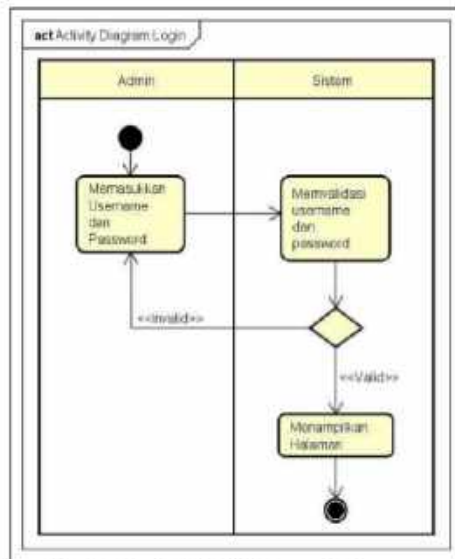 act Activity Diagram Login
Admin
Sistem
Memasukkan
Username
dan
Password
Memvalidasi
username
dan
password
<<Invalid>>
<<Valid>>
Menampilkan
Halaman